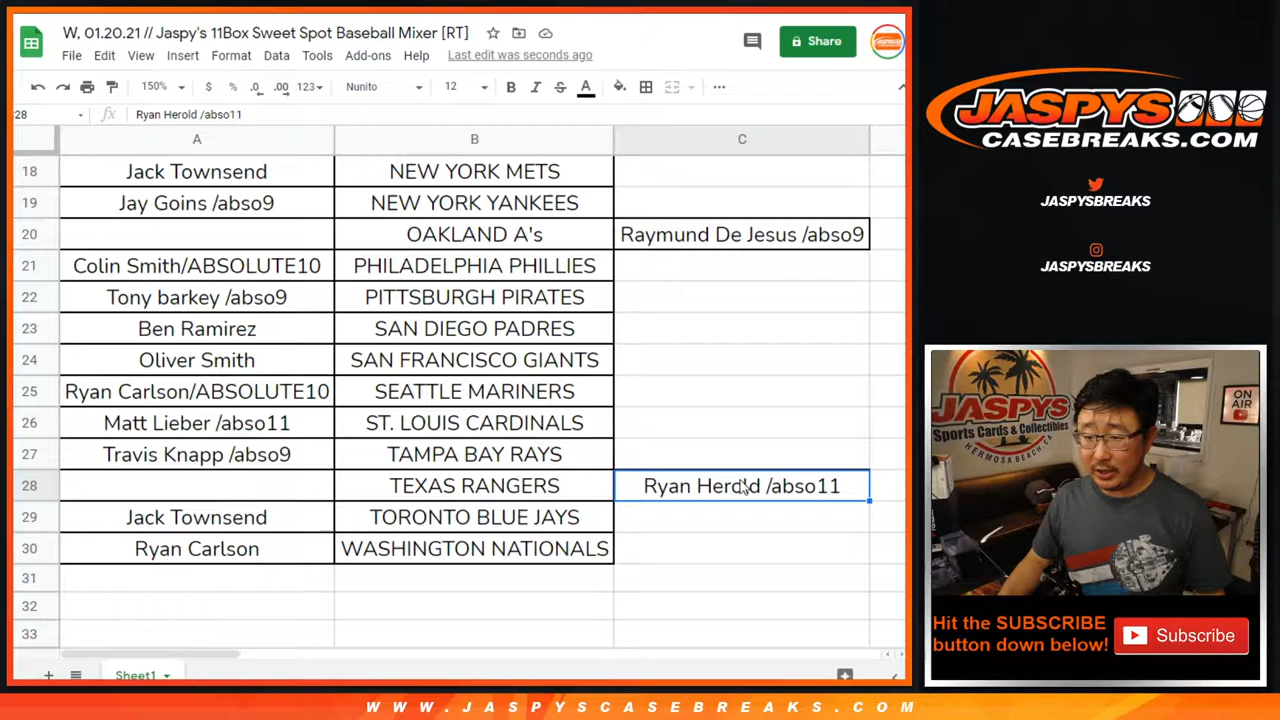 W, 01.20.21 // Jaspy's 11Box Sweet Spot Baseball Mixer [RT]
File Edit View Insert Format Data Tools Add-ons Help Last edit was seconds ago
Share
150% $ % .0 .00 123 Nunito 12 B I S A
28 fx Ryan Herold /abso11
A B C
18 Jack Townsend NEW YORK METS
19 Jay Goins /abso9 NEW YORK YANKEES
20 OAKLAND A's Raymund De Jesus /abso9
21 Colin Smith/ABSOLUTE10 PHILADELPHIA PHILLIES
22 Tony barkey /abso9 PITTSBURGH PIRATES
23 Ben Ramirez SAN DIEGO PADRES
24 Oliver Smith SAN FRANCISCO GIANTS
25 Ryan Carlson/ABSOLUTE10 SEATTLE MARINERS
26 Matt Lieber /abso11 ST. LOUIS CARDINALS
27 Travis Knapp /abso9 TAMPA BAY RAYS
28 TEXAS RANGERS Ryan Herold /abso11
29 Jack Townsend TORONTO BLUE JAYS
30 Ryan Carlson WASHINGTON NATIONALS
31
32
33
Sheet1
JASPYS
CASEBREAKS.COM
JASPYSBREAKS
JASPYSBREAKS
JASPYS
Sports Cards & Collectibles
HERMOSA BEACH, CA
ON AIR
Hit the SUBSCRIBE
button down below!
Subscribe
WWW.JASPYSCASEBREAKS.COM